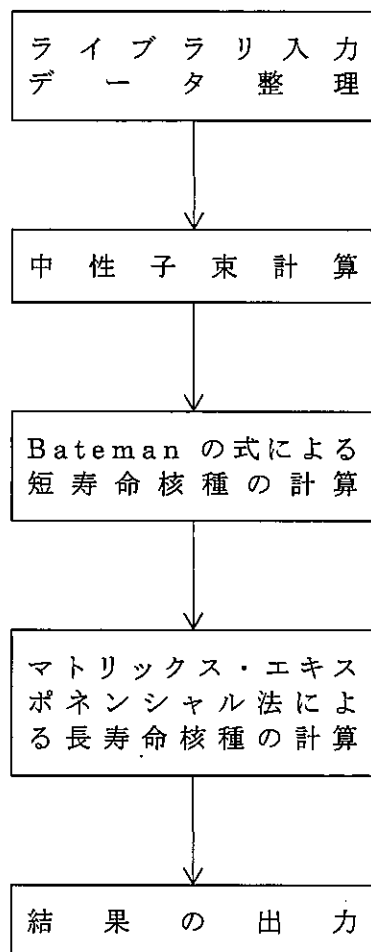 ライブラリ入力
データ整理
中性子束計算
Batemanの式による
短寿命核種の計算
マトリックス・エキス
ポネンシャル法によ
る長寿命核種の計算
結果の出力